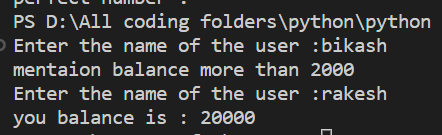 perfect number .
PS D:\All coding folders\python\python
Enter the name of the user :bikash
mentaion balance more than 2000
Enter the name of the user :rakesh
you balance is : 20000